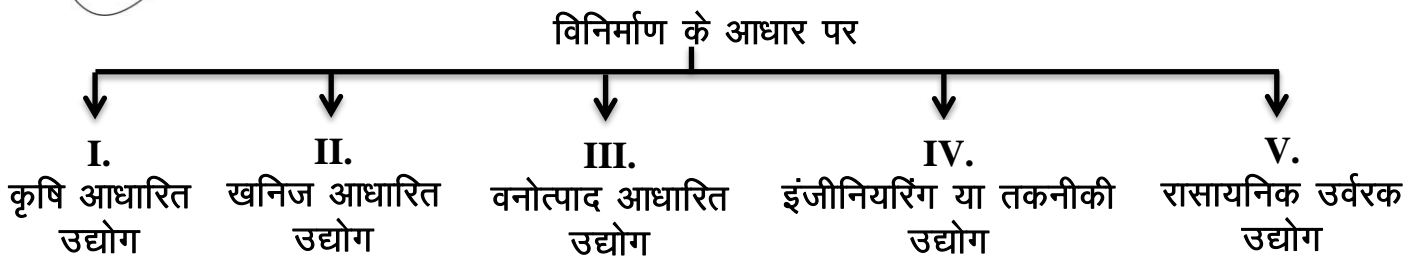 विनिर्माण के आधार पर
I.
कृषि आधारित
उद्योग
II.
खनिज आधारित
उद्योग
III.
वनोत्पाद आधारित
उद्योग
IV.
इंजीनियरिंग या तकनीकी
उद्योग
V.
रासायनिक उर्वरक
उद्योग